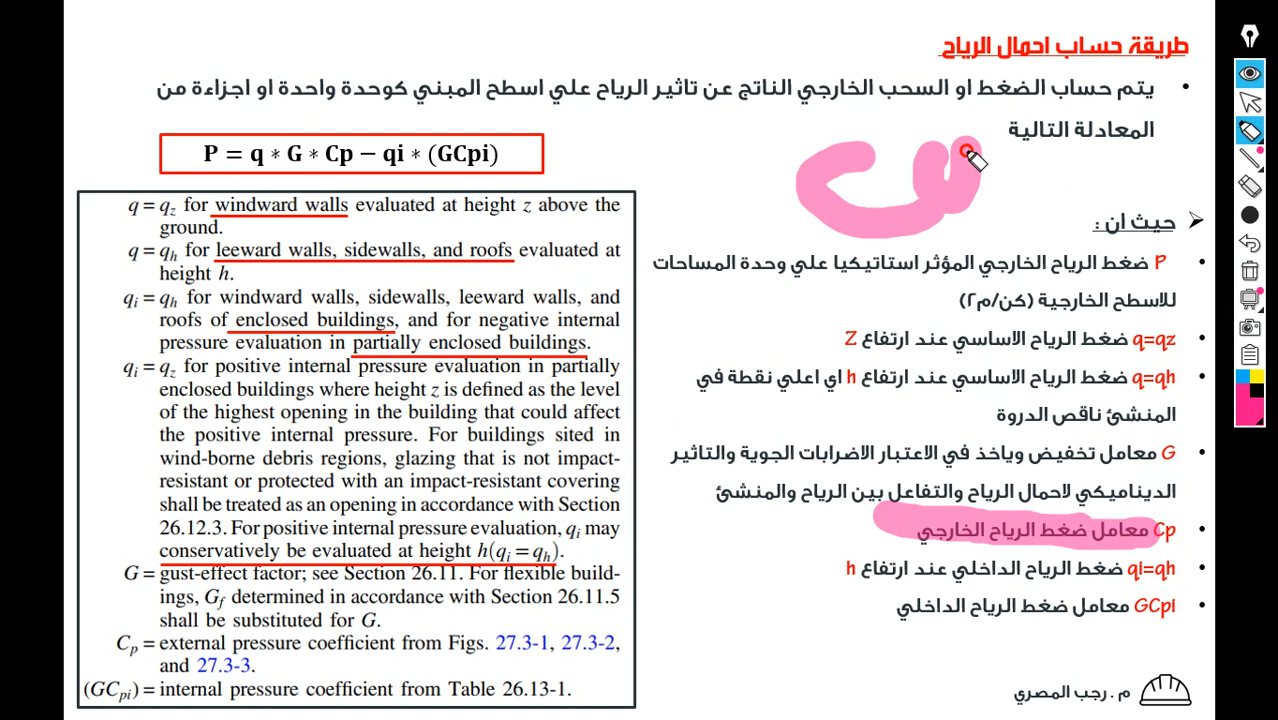 طريقة حساب احمال الرياح
• يتم حساب الضغط او السحب الخارجي الناتج عن تاثير الرياح علي اسطح المبني كوحدة واحدة او اجزاءة من
المعادلة التالية
P = q * G * Cp − qi * (GCpi)
q = qz for windward walls evaluated at height z above the
ground.
q = qh for leeward walls, sidewalls, and roofs evaluated at
height h.
qi = qh for windward walls, sidewalls, leeward walls, and
roofs of enclosed buildings, and for negative internal
pressure evaluation in partially enclosed buildings.
qi = qz for positive internal pressure evaluation in partially
enclosed buildings where height z is defined as the level
of the highest opening in the building that could affect
the positive internal pressure. For buildings sited in
wind-borne debris regions, glazing that is not impact-
resistant or protected with an impact-resistant covering
shall be treated as an opening in accordance with Section
26.12.3. For positive internal pressure evaluation, qi may
conservatively be evaluated at height h(qi = qh).
G = gust-effect factor; see Section 26.11. For flexible build-
ings, Gf determined in accordance with Section 26.11.5
shall be substituted for G.
Cp = external pressure coefficient from Figs. 27.3-1, 27.3-2,
and 27.3-3.
(GCpi) = internal pressure coefficient from Table 26.13-1.
حيث ان :
• P ضغط الرياح الخارجي المؤثر استاتيكيا علي وحدة المساحات
للاسطح الخارجية (كن/م٢)
• q=qz ضغط الرياح الاساسي عند ارتفاع Z
• q=qh ضغط الرياح الاساسي عند ارتفاع h اي اعلي نقطة في
المنشئ ناقص الدروة
• G معامل تخفيض وياخذ في الاعتبار الاضرابات الجوية والتاثير
الديناميكي لاحمال الرياح والتفاعل بين الرياح والمنشئ
• Cp معامل ضغط الرياح الخارجي
• qi=qh ضغط الرياح الداخلي عند ارتفاع h
• GCpi معامل ضغط الرياح الداخلي
م . رجب المصري